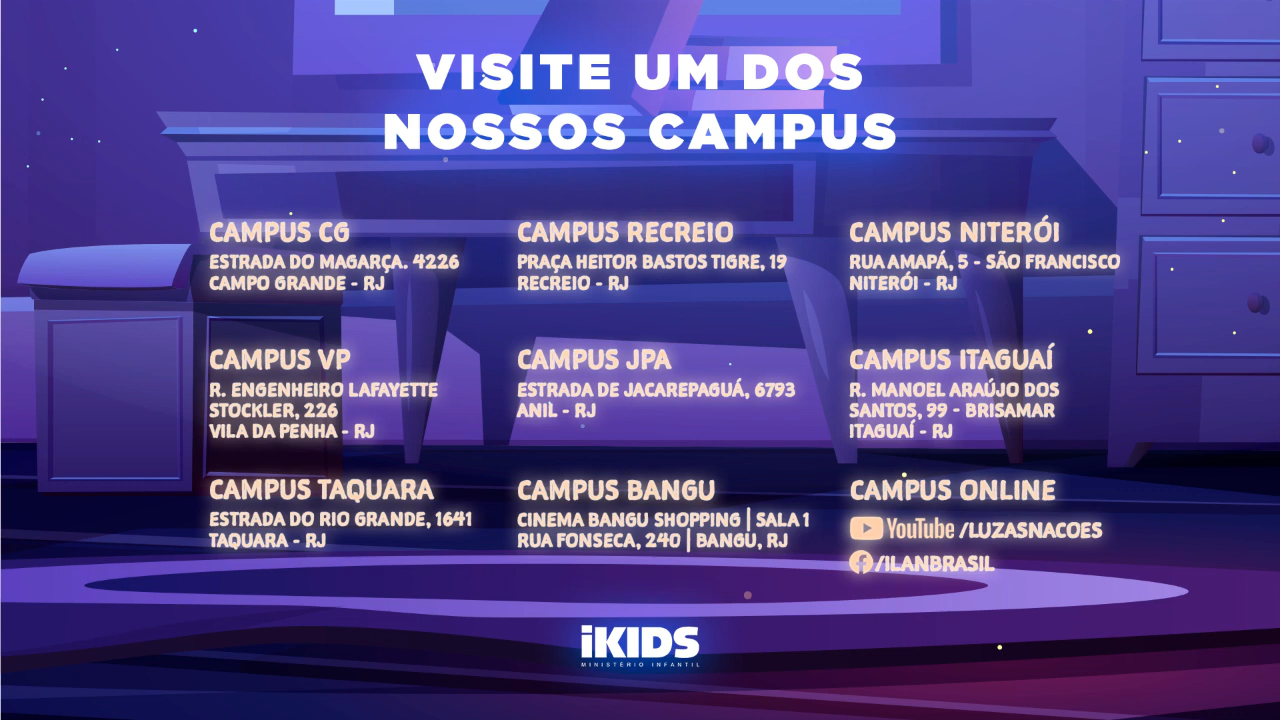 VISITE UM DOS
NOSSOS CAMPUS
CAMPUS CG
ESTRADA DO MAGARÇA. 4226
CAMPO GRANDE - RJ
CAMPUS RECREIO
PRAÇA HEITOR BASTOS TIGRE, 19
RECREIO - RJ
CAMPUS NITERÓI
RUA AMAPÁ, 5 - SÃO FRANCISCO
NITERÓI - RJ
CAMPUS VP
R. ENGENHEIRO LAFAYETTE
STOCKLER, 226
VILA DA PENHA - RJ
CAMPUS JPA
ESTRADA DE JACAREPAGUÁ, 6793
ANIL - RJ
CAMPUS ITAGUAÍ
R. MANOEL ARAÚJO DOS
SANTOS, 99 - BRISAMAR
ITAGUAÍ - RJ
CAMPUS TAQUARA
ESTRADA DO RIO GRANDE, 1641
TAQUARA - RJ
CAMPUS BANGU
CINEMA BANGU SHOPPING | SALA 1
RUA FONSECA, 240 | BANGU, RJ
CAMPUS ONLINE
YouTube /LUZASNACOES
/ILANBRASIL
iKIDS
MINISTÉRIO INFANTIL